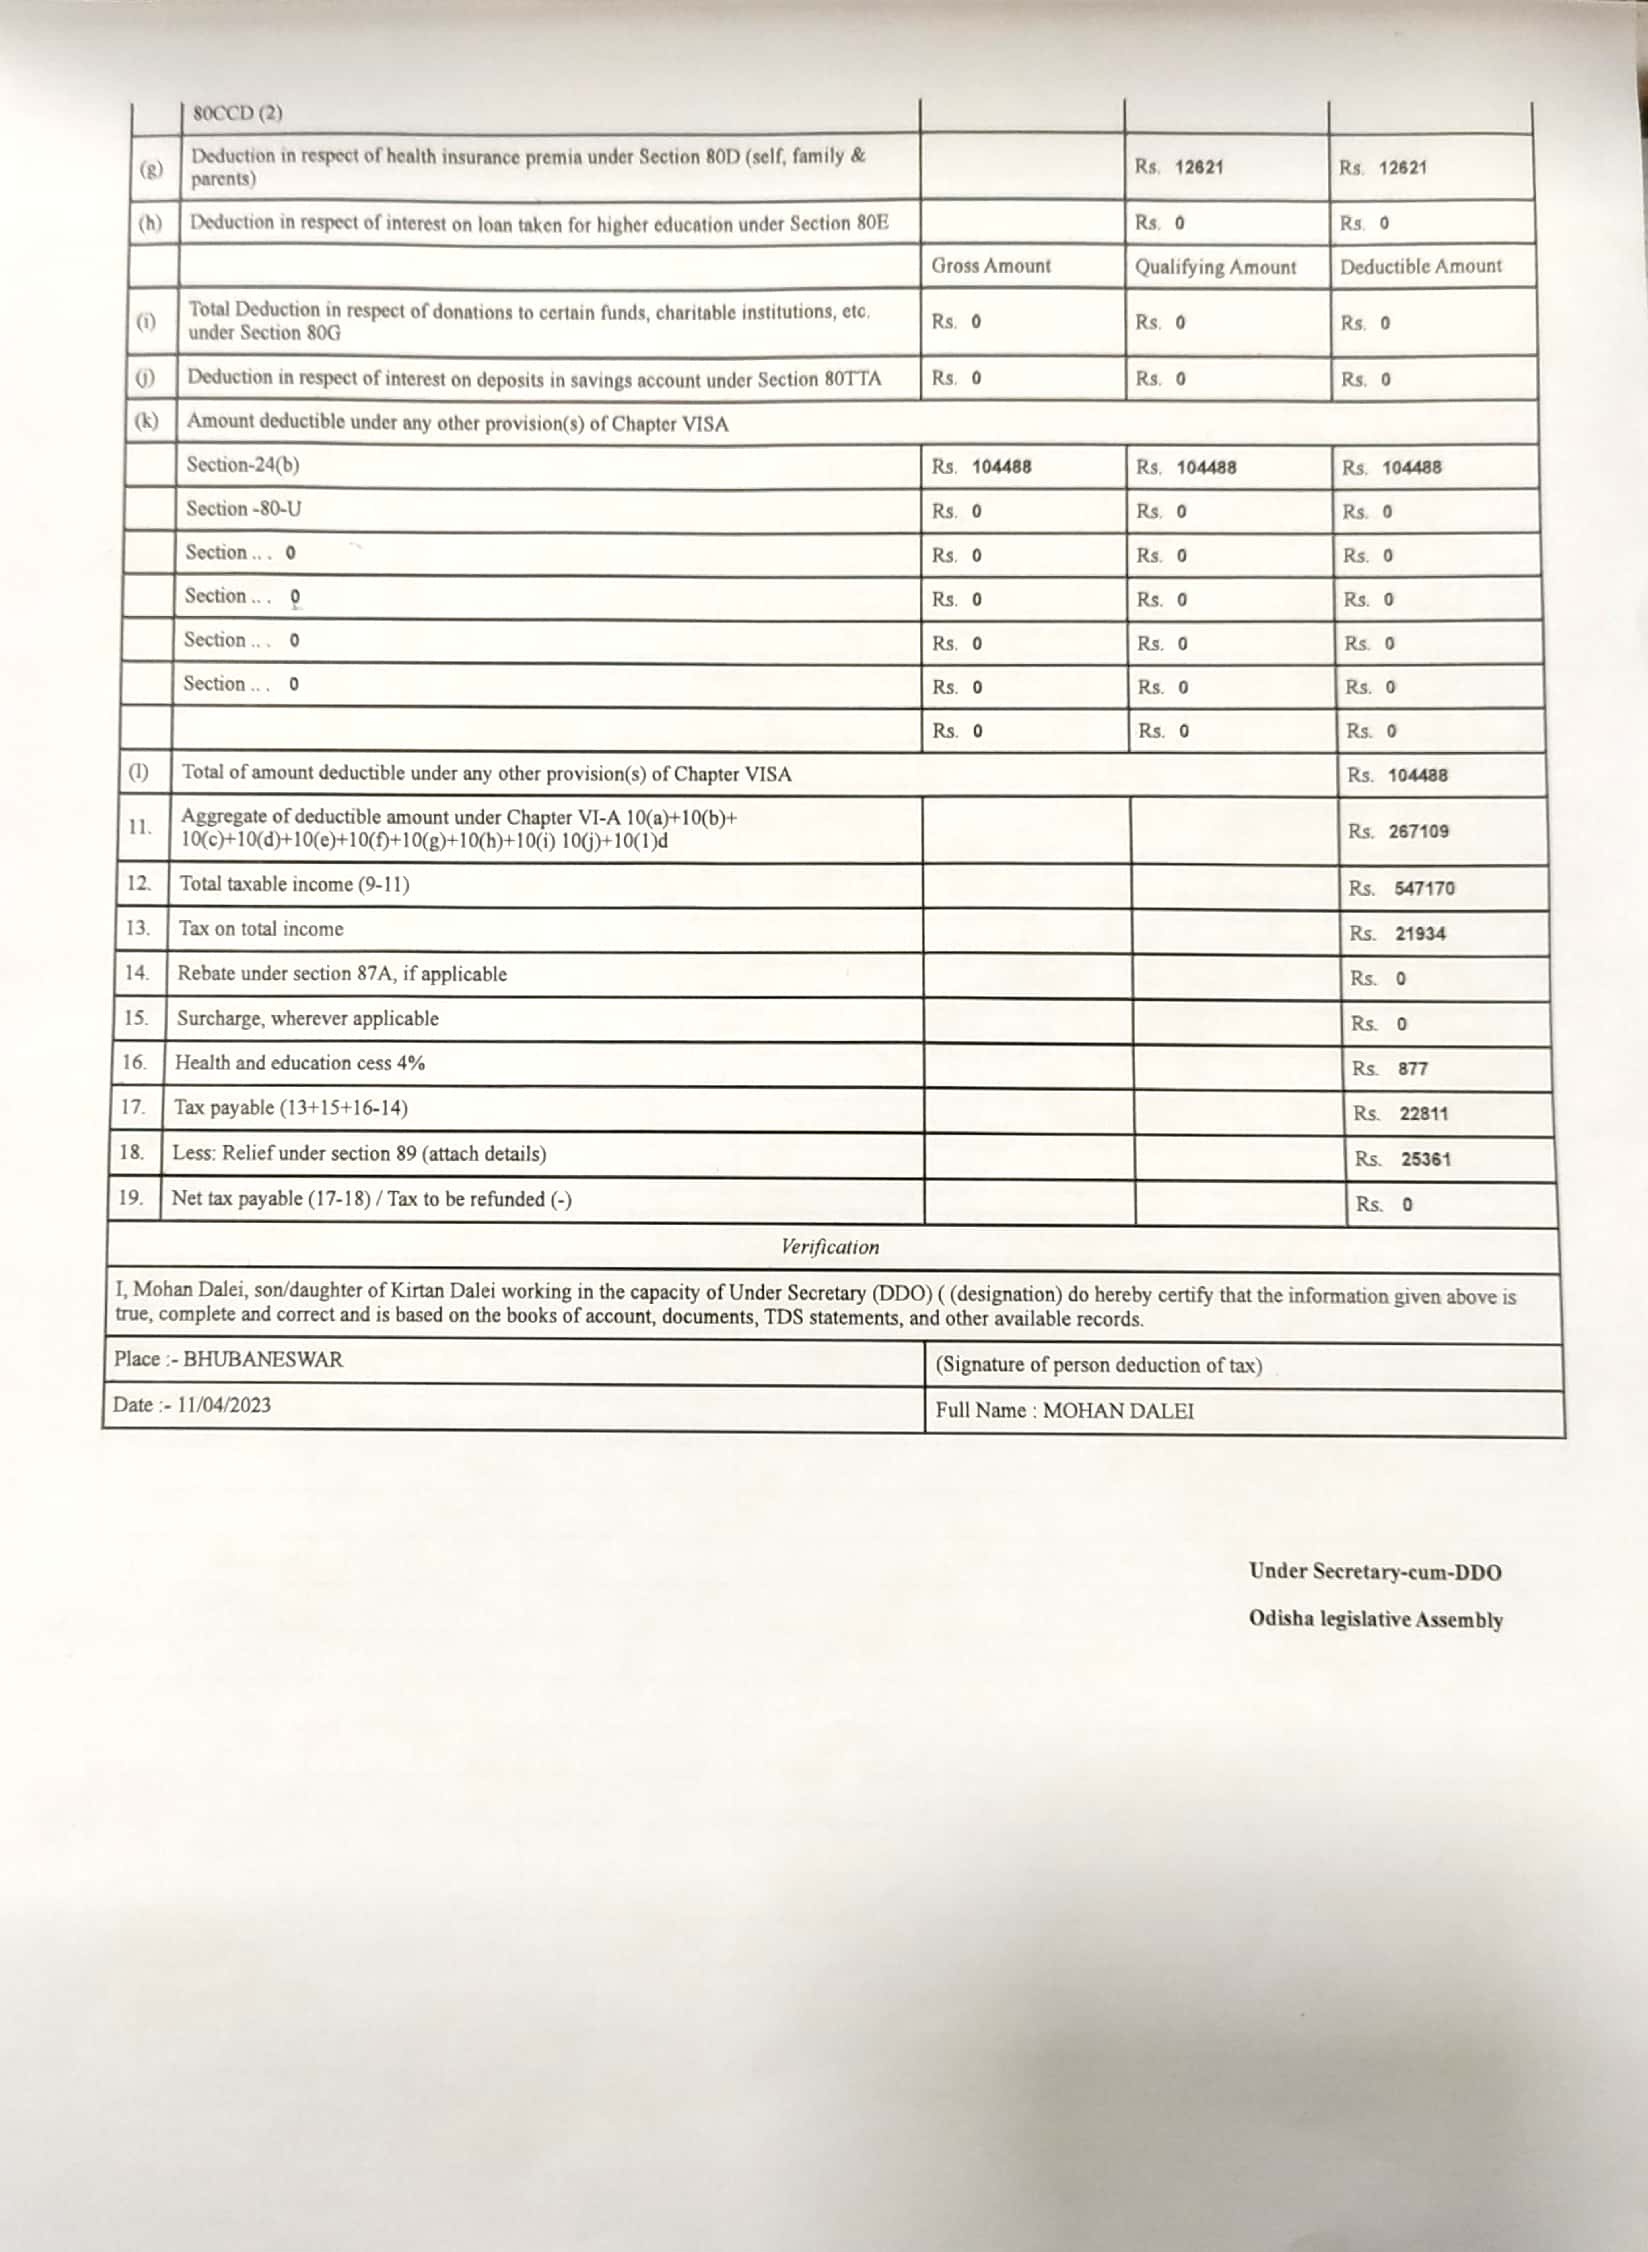 80CCD (2)
(g) Deduction in respect of health insurance premia under Section 80D (self, family & Rs. 12621 Rs. 12621
parents)
(h) Deduction in respect of interest on loan taken for higher education under Section 80E Rs. 0 Rs. 0
Gross Amount Qualifying Amount Deductible Amount
(i) Total Deduction in respect of donations to certain funds, charitable institutions, etc. Rs. 0 Rs. 0 Rs. 0
under Section 80G
(j) Deduction in respect of interest on deposits in savings account under Section 80TTA Rs. 0 Rs. 0 Rs. 0
(k) Amount deductible under any other provision(s) of Chapter VISA
Section-24(b) Rs. 104488 Rs. 104488 Rs. 104488
Section -80-U Rs. 0 Rs. 0 Rs. 0
Section ... 0 Rs. 0 Rs. 0 Rs. 0
Section ... 0 Rs. 0 Rs. 0 Rs. 0
Section ... 0 Rs. 0 Rs. 0 Rs. 0
Section ... 0 Rs. 0 Rs. 0 Rs. 0
Rs. 0 Rs. 0 Rs. 0
(l) Total of amount deductible under any other provision(s) of Chapter VISA Rs. 104488
11. Aggregate of deductible amount under Chapter VI-A 10(a)+10(b)+ Rs. 267109
10(c)+10(d)+10(e)+10(f)+10(g)+10(h)+10(i) 10(j)+10(1)d
12. Total taxable income (9-11) Rs. 547170
13. Tax on total income Rs. 21934
14. Rebate under section 87A, if applicable Rs. 0
15. Surcharge, wherever applicable Rs. 0
16. Health and education cess 4% Rs. 877
17. Tax payable (13+15+16-14) Rs. 22811
18. Less: Relief under section 89 (attach details) Rs. 25361
19. Net tax payable (17-18) / Tax to be refunded (-) Rs. 0
Verification
I, Mohan Dalei, son/daughter of Kirtan Dalei working in the capacity of Under Secretary (DDO) ( (designation) do hereby certify that the information given above is
true, complete and correct and is based on the books of account, documents, TDS statements, and other available records.
Place :- BHUBANESWAR (Signature of person deduction of tax)
Date :- 11/04/2023 Full Name : MOHAN DALEI
Under Secretary-cum-DDO
Odisha legislative Assembly